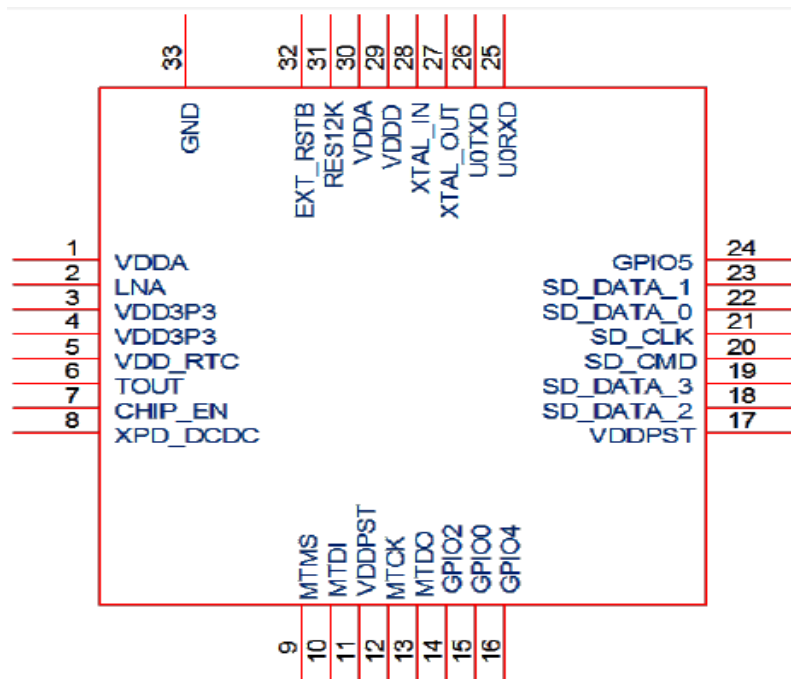 33
32
31
30
29
28
27
26
25
GND
EXT_RSTB
RES12K
VDDA
VDDD
XTAL_IN
XTAL_OUT
U0TXD
U0RXD
1
VDDA
2
LNA
3
VDD3P3
4
VDD3P3
5
VDD_RTC
6
TOUT
7
CHIP_EN
8
XPD_DCDC
24
GPIO5
23
SD_DATA_1
22
SD_DATA_0
21
SD_CLK
20
SD_CMD
19
SD_DATA_3
18
SD_DATA_2
17
VDDPST
MTMS
MTDI
VDDPST
MTCK
MTDO
GPIO2
GPIO0
GPIO4
9
10
11
12
13
14
15
16